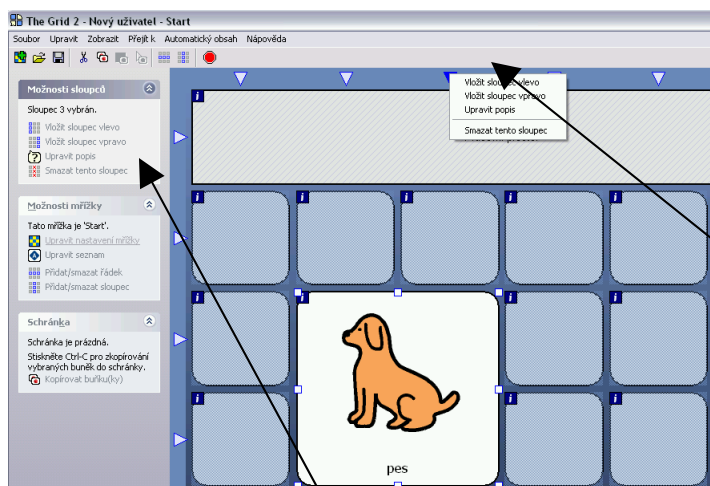 The Grid 2 - Nový uživatel - Start
Soubor Upravit Zobrazit Přejít k Automatický obsah Nápověda
Možnosti sloupců
Sloupec 3 vybrán.
Vložit sloupec vlevo
Vložit sloupec vpravo
Upravit popis
Smazat tento sloupec
Možnosti mřížky
Tato mřížka je 'Start'.
Upravit nastavení mřížky
Upravit seznam
Přidat/smazat řádek
Přidat/smazat sloupec
Schránka
Schránka je prázdná.
Stiskněte Ctrl-C pro zkopírování
vybraných buněk do schránky.
Kopírovat buňku(ky)
Vložit sloupec vlevo
Vložit sloupec vpravo
Upravit popis
Smazat tento sloupec
pes